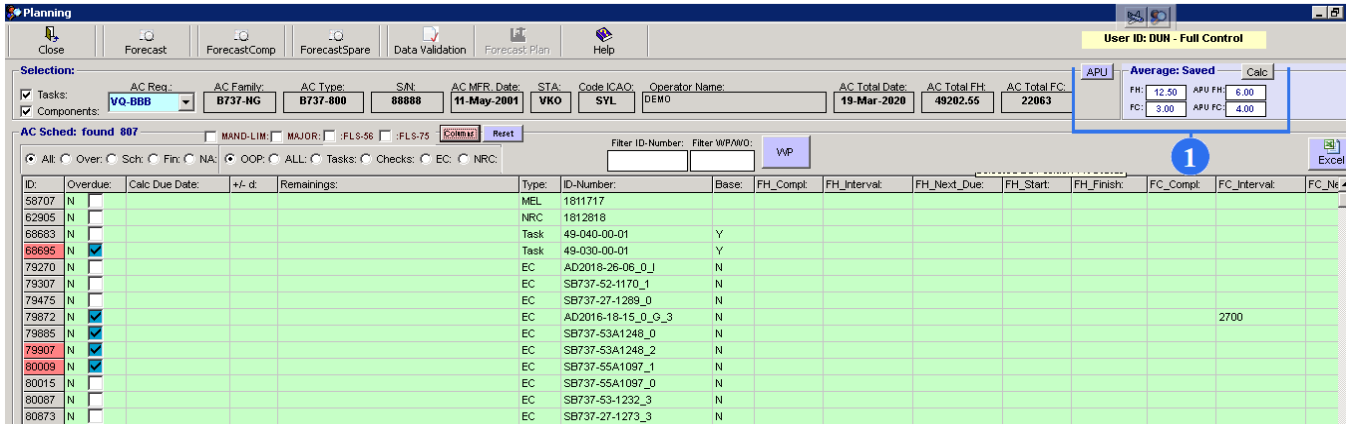 Planning
Close Forecast ForecastComp ForecastSpare Data Validation Forecast Plan Help User ID: DUN - Full Control
Selection:
Tasks: Components: AC Reg.: VQ-BBB AC Family: B737-NG AC Type: B737-800 S/N: 88888 AC MFR. Date: 11-May-2001 STA: VKO Code ICAO: SYL Operator Name: DEMO AC Total Date: 19-Mar-2020 AC Total FH: 49202.55 AC Total FC: 22063
APU Average: Saved Calc
FH: 12.50 APU FH: 6.00
FC: 3.00 APU FC: 4.00
1
AC Sched: found 807 MAND-LIM: MAJOR: :FLS-56 :FLS-75 Reset
All: Over: Sch: Fin: NA: OOP: ALL: Tasks: Checks: EC: NRC: Filter ID-Number: Filter WP/WO: WP Excel
ID: Overdue: Calc Due Date: +/- d: Remainings: Type: ID-Number: Base: FH_Compl: FH_Interval: FH_Next_Due: FH_Start: FH_Finish: FC_Compl: FC_Interval: FC_Ne
58707 N MEL 1811717
62905 N NRC 1812818
68683 N Task 49-040-00-01 Y
68695 N Task 49-030-00-01 Y
79270 N EC AD2018-26-06_0_I N
79307 N EC SB737-52-1170_1 N
79475 N EC SB737-27-1289_0 N
79872 N EC AD2016-18-15_0_G_3 N 2700
79885 N EC SB737-53A1248_0 N
79907 N EC SB737-53A1248_2 N
80009 N EC SB737-55A1097_1 N
80015 N EC SB737-55A1097_0 N
80087 N EC SB737-53-1232_3 N
80873 N EC SB737-27-1273_3 N